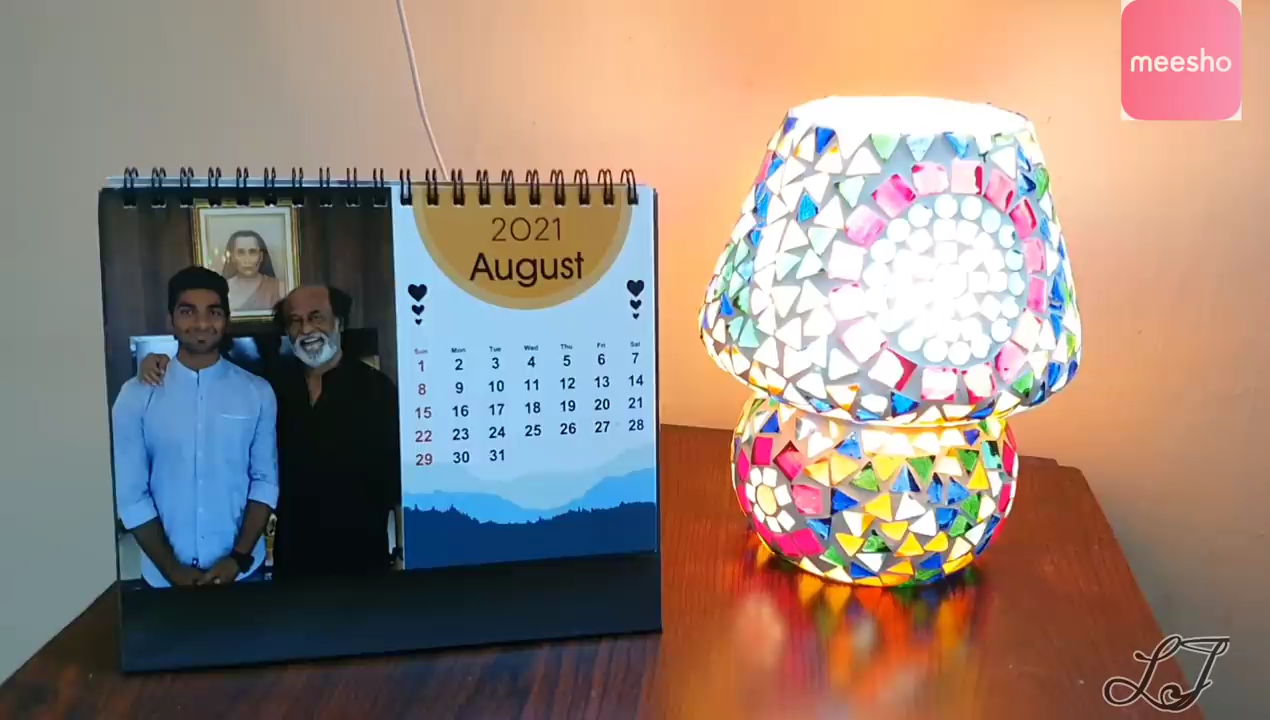 meesho
2021
August
Sun Mon Tue Wed Thu Fri Sat
1 2 3 4 5 6 7
8 9 10 11 12 13 14
15 16 17 18 19 20 21
22 23 24 25 26 27 28
29 30 31
LJ